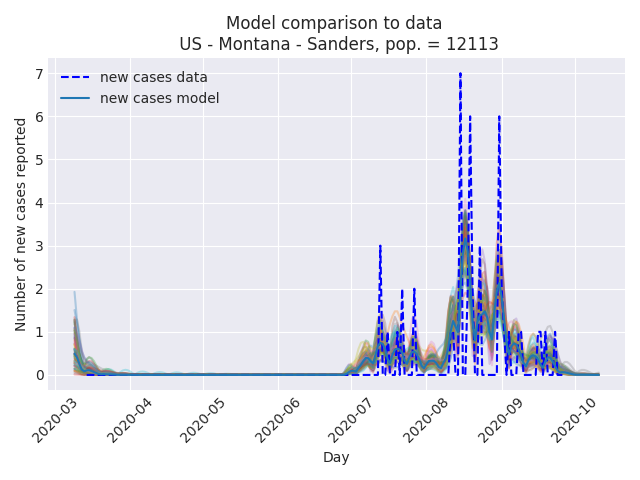 Model comparison to data
US - Montana - Sanders, pop. = 12113
new cases data
new cases model
Number of new cases reported
7
6
5
4
3
2
1
0
2020-03
2020-04
2020-05
2020-06
2020-07
2020-08
2020-09
2020-10
Day